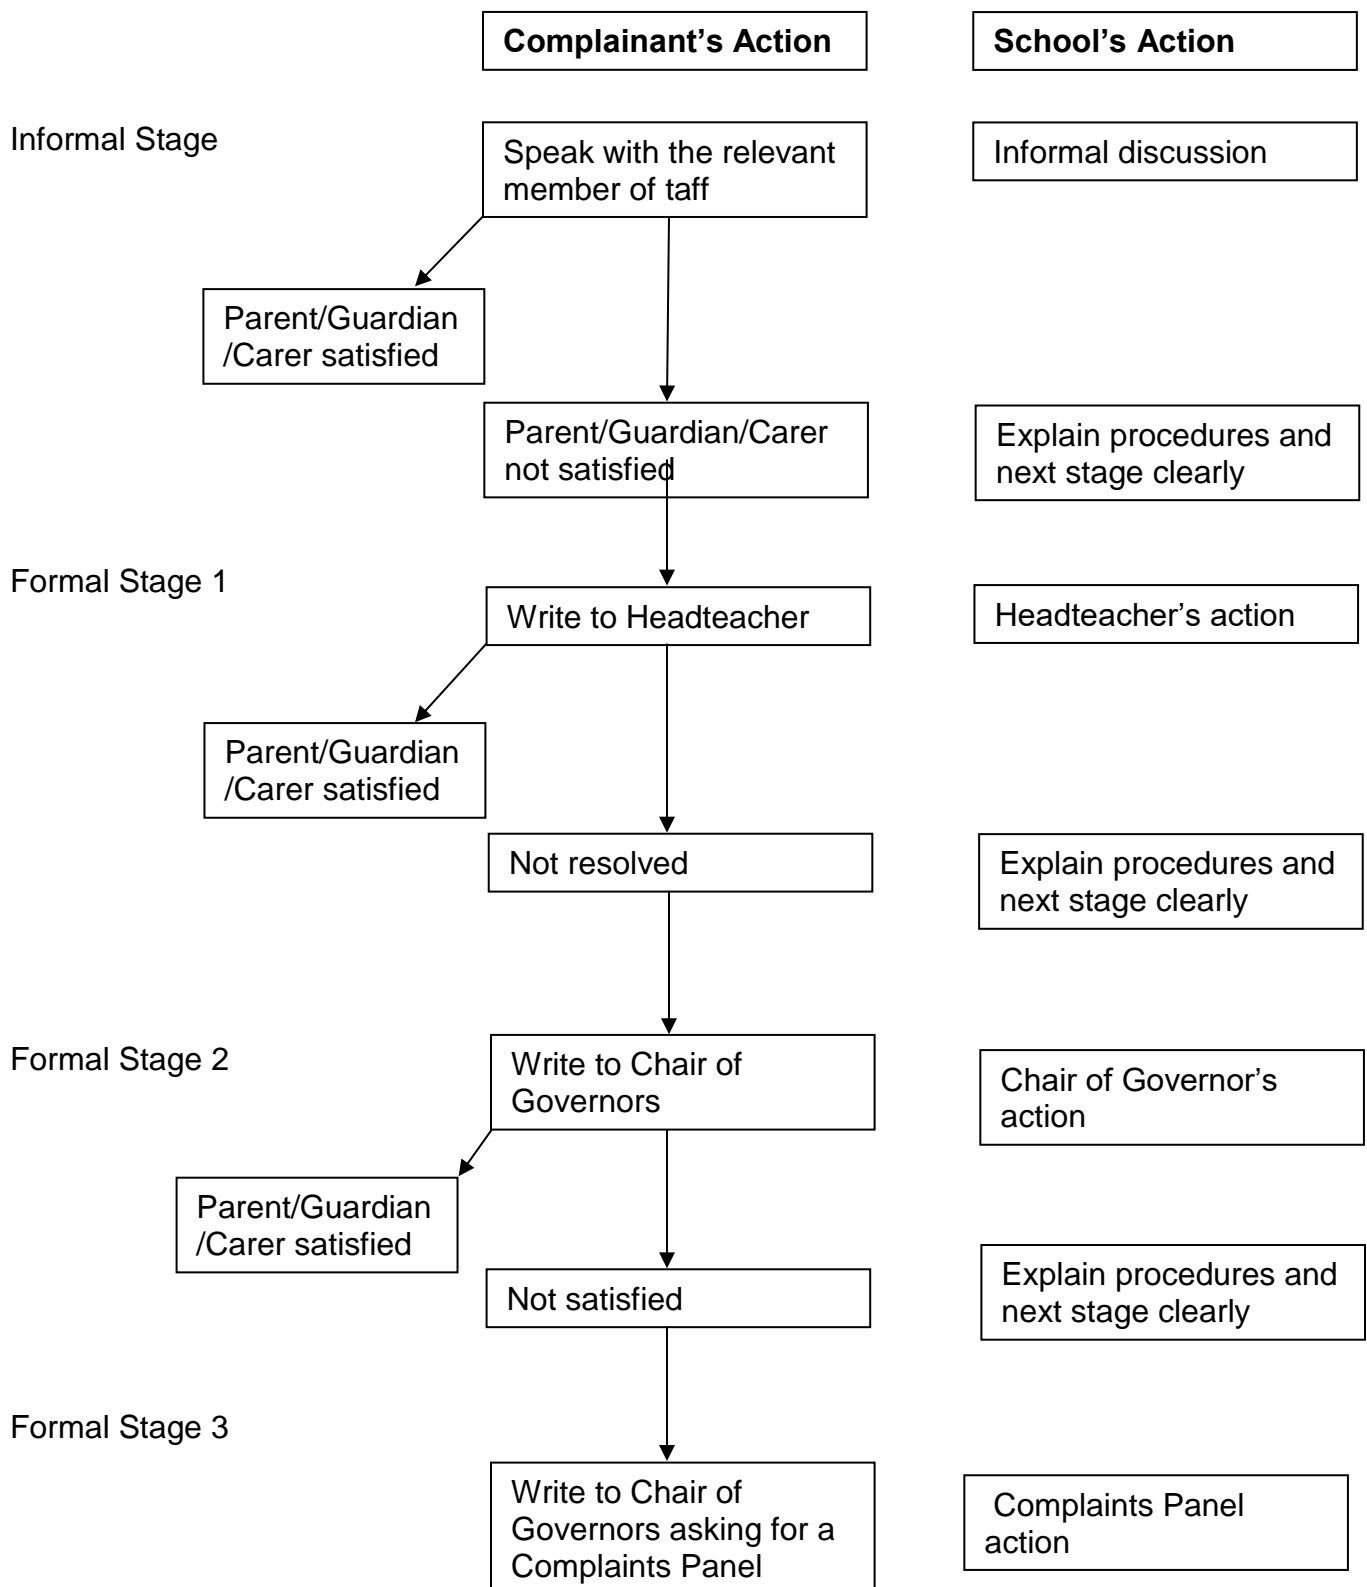 Complainant's Action
School's Action
Informal Stage
Speak with the relevant
member of taff
Informal discussion
Parent/Guardian
/Carer satisfied
Parent/Guardian/Carer
not satisfied
Explain procedures and
next stage clearly
Formal Stage 1
Write to Headteacher
Headteacher’s action
Parent/Guardian
/Carer satisfied
Not resolved
Explain procedures and
next stage clearly
Formal Stage 2
Write to Chair of
Governors
Chair of Governor’s
action
Parent/Guardian
/Carer satisfied
Not satisfied
Explain procedures and
next stage clearly
Formal Stage 3
Write to Chair of
Governors asking for a
Complaints Panel
Complaints Panel
action